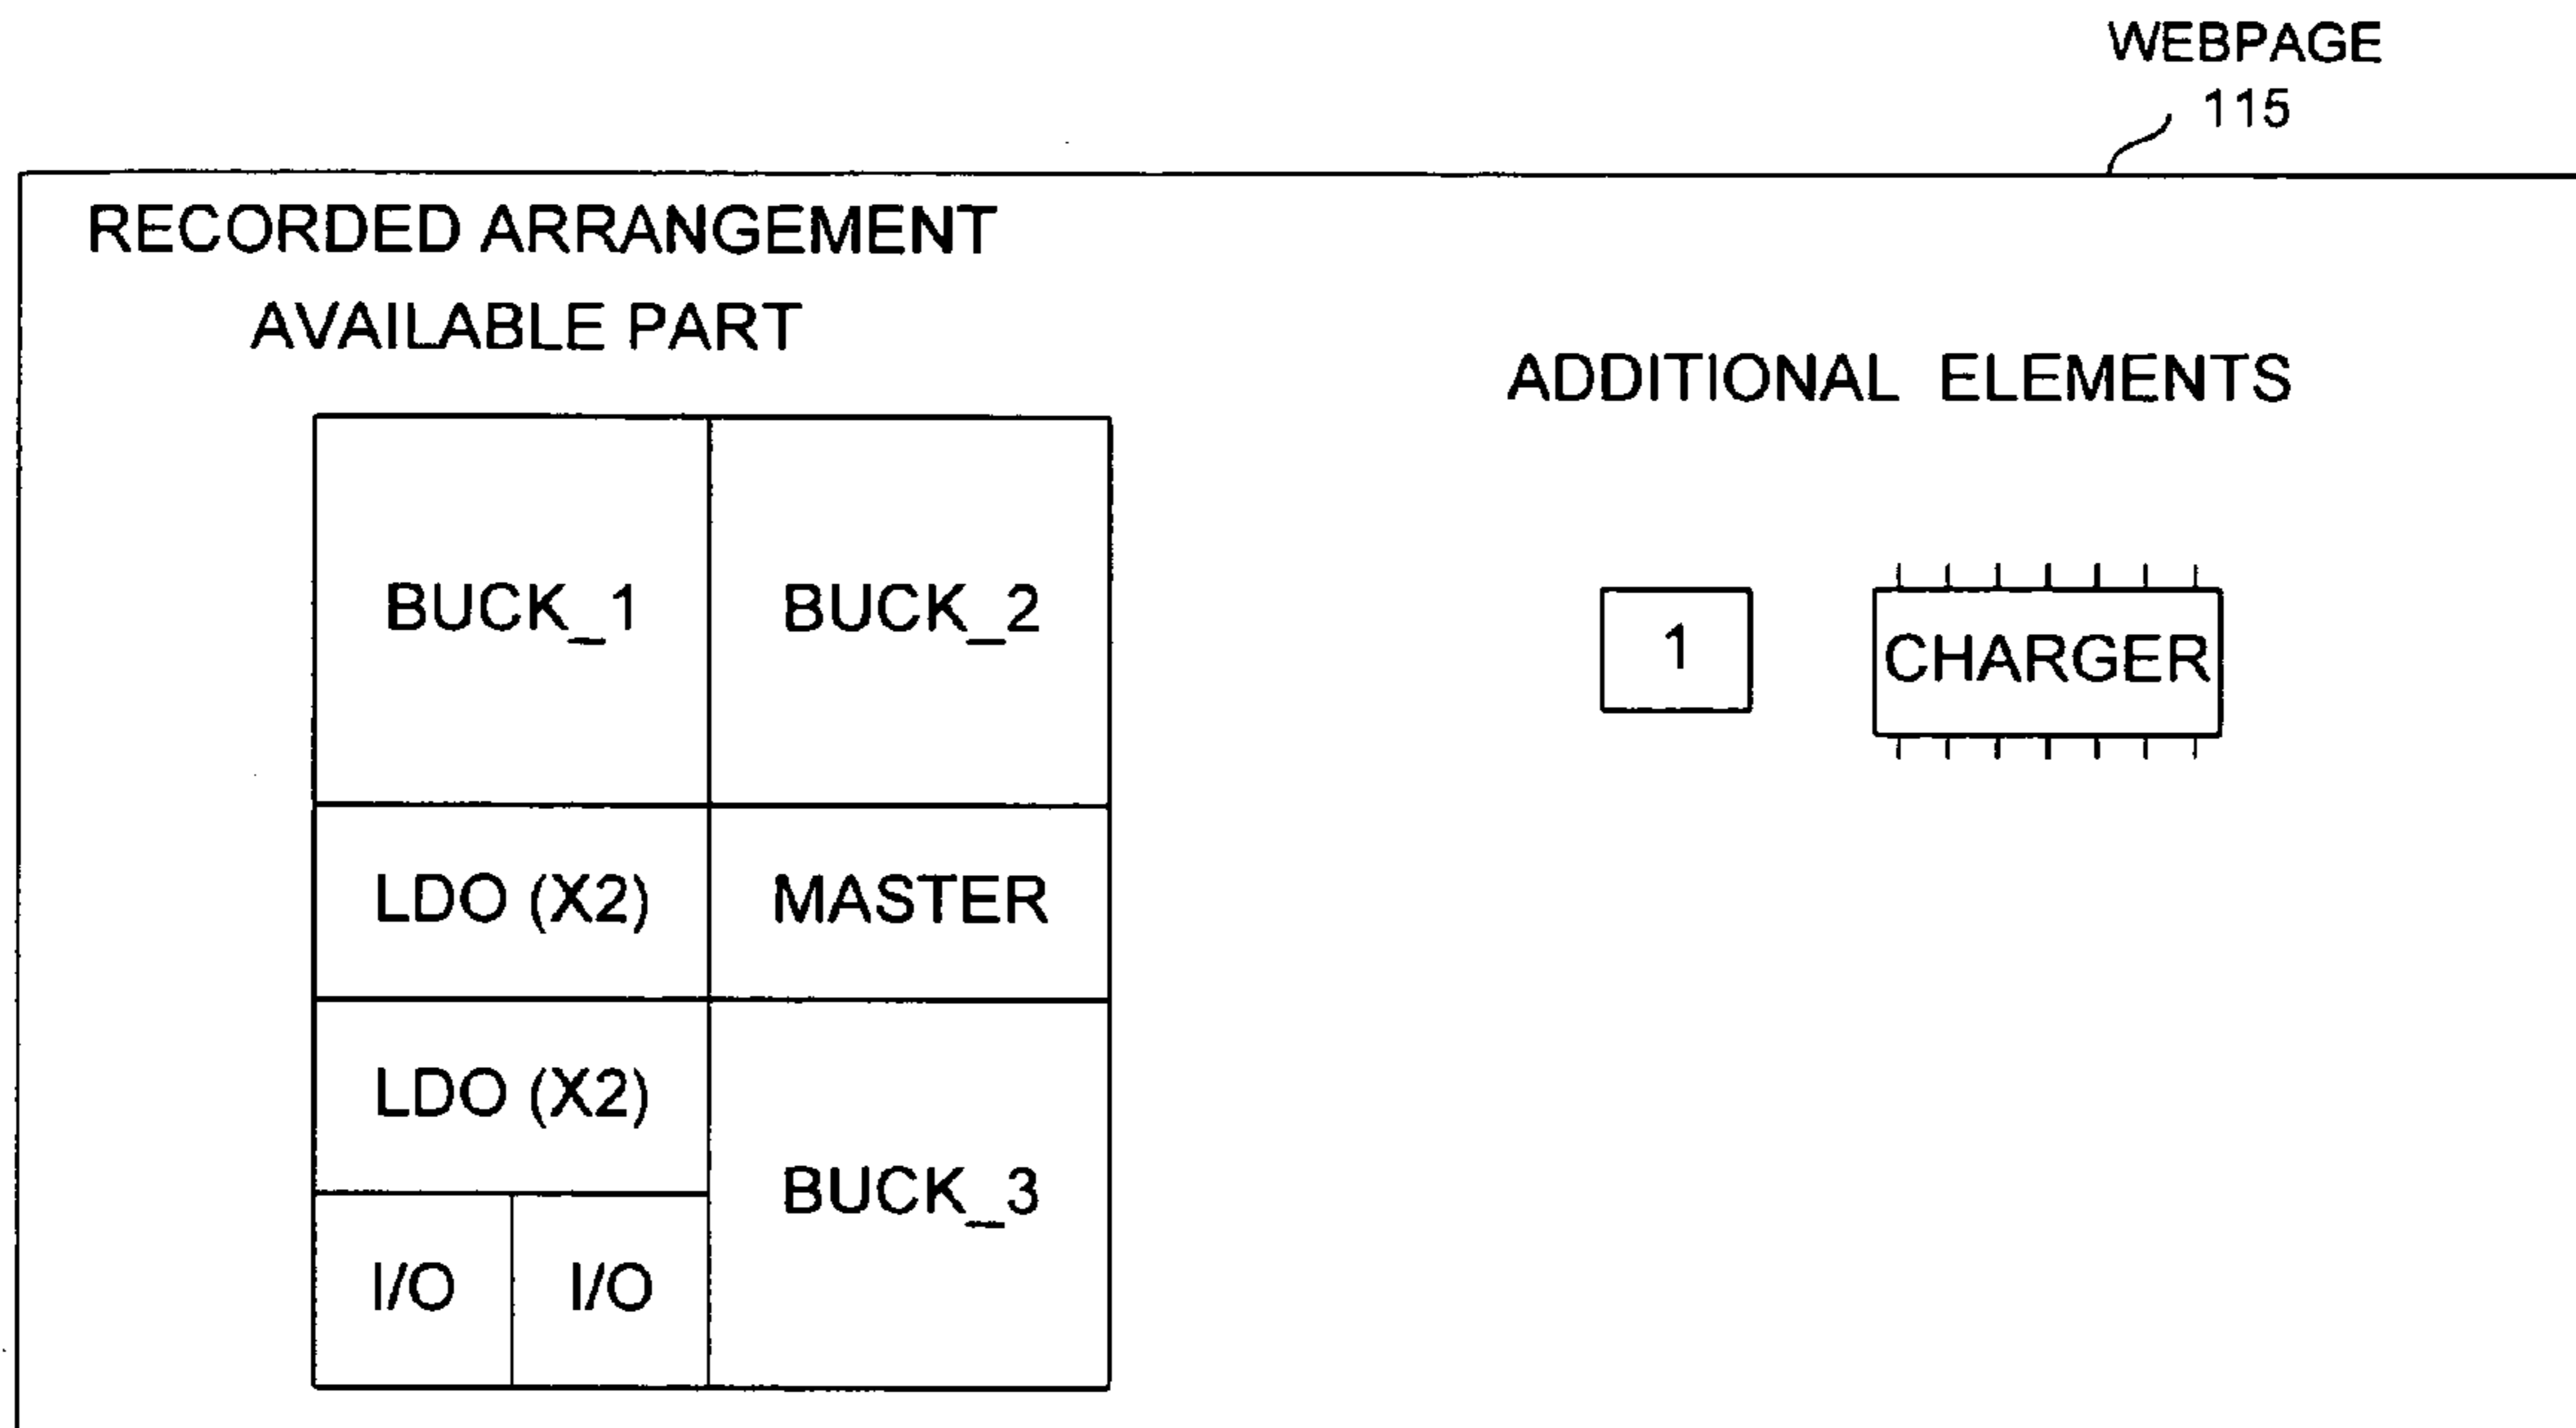 WEBPAGE
115
RECORDED ARRANGEMENT
AVAILABLE PART
ADDITIONAL ELEMENTS
BUCK_1
BUCK_2
1
CHARGER
LDO (X2)
MASTER
LDO (X2)
BUCK_3
I/O
I/O